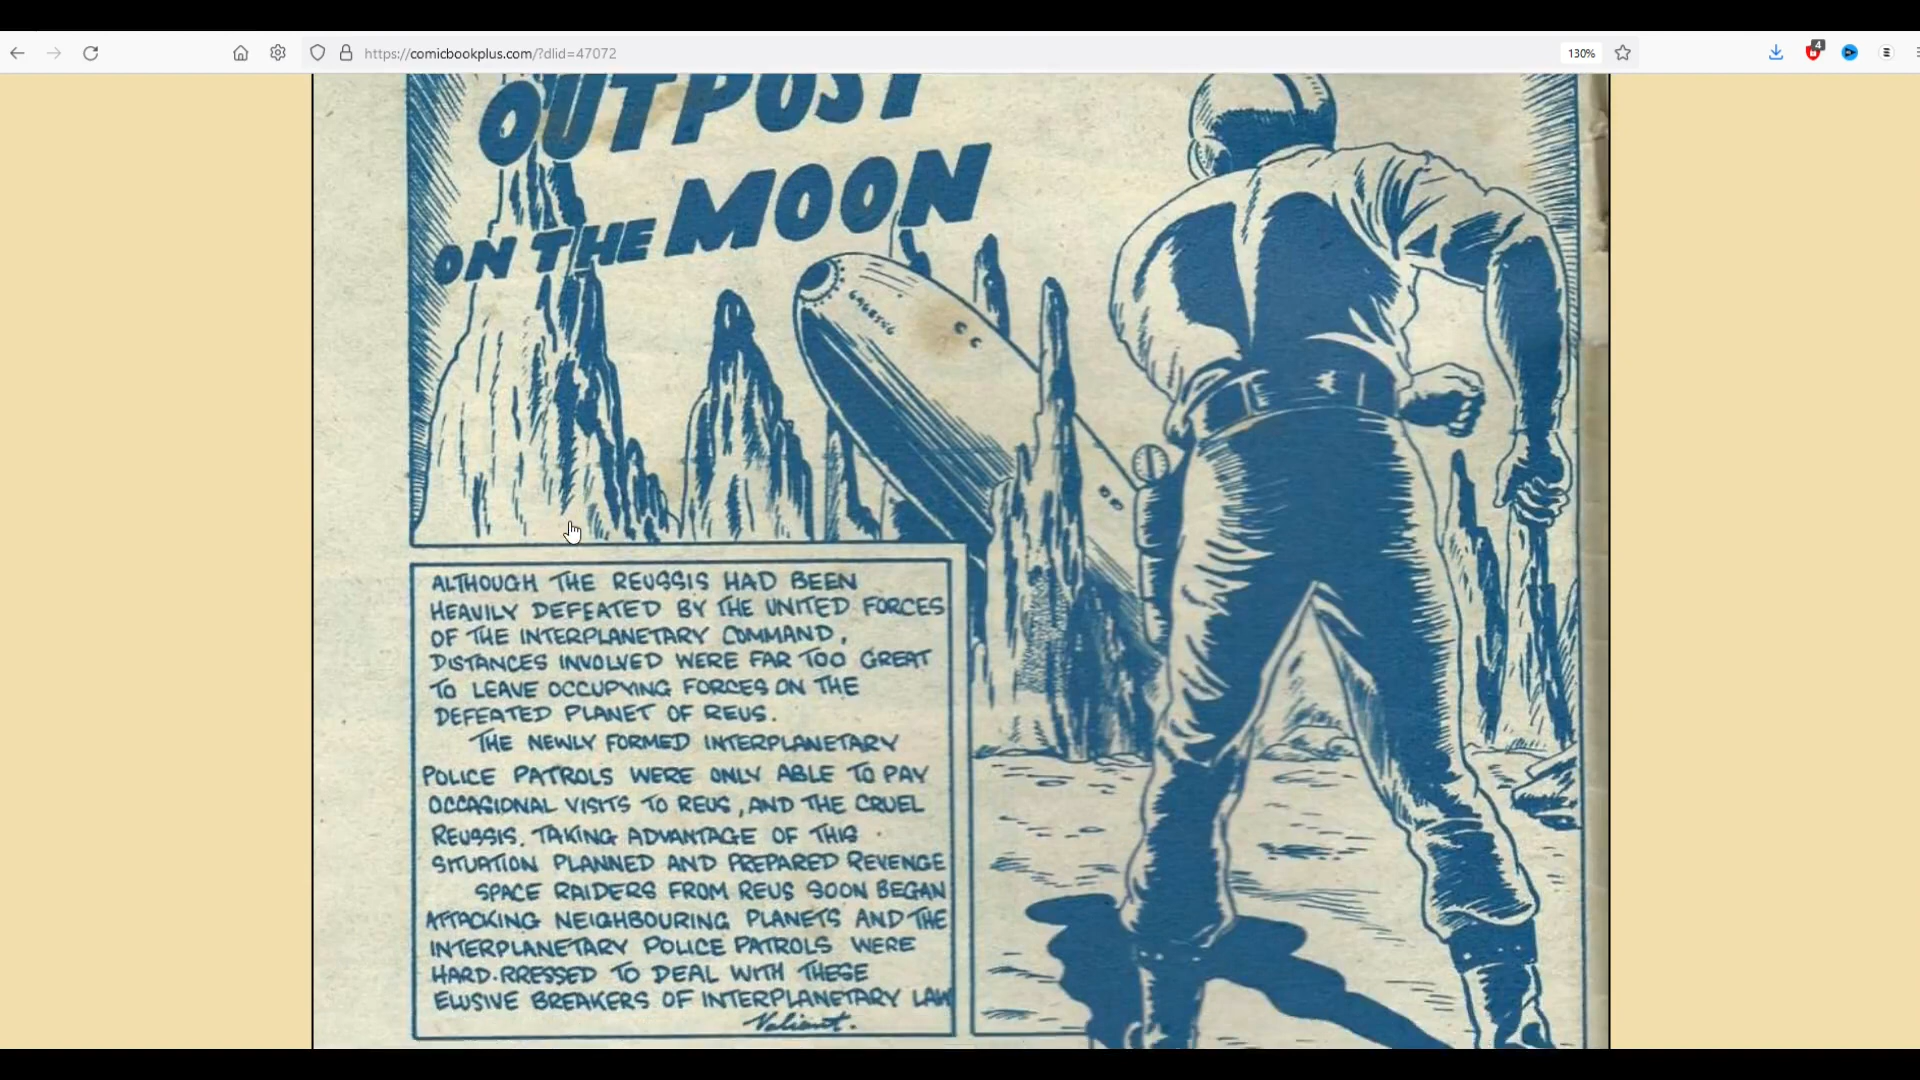 https://comicbookplus.com/?dlid=47072
130%
4
OUTPOST
ON THE MOON
ALTHOUGH THE REUSSIS HAD BEEN
HEAVILY DEFEATED BY THE UNITED FORCES
OF THE INTERPLANETARY COMMAND,
DISTANCES INVOLVED WERE FAR TOO GREAT
TO LEAVE OCCUPYING FORCES ON THE
DEFEATED PLANET OF REUS.
THE NEWLY FORMED INTERPLANETARY
POLICE PATROLS WERE ONLY ABLE TO PAY
OCCASIONAL VISITS TO REUS, AND THE CRUEL
REUSSIS, TAKING ADVANTAGE OF THIS
SITUATION PLANNED AND PREPARED REVENGE
SPACE RAIDERS FROM REUS SOON BEGAN
ATTACKING NEIGHBOURING PLANETS AND THE
INTERPLANETARY POLICE PATROLS WERE
HARD-RRESSED TO DEAL WITH THESE
ELUSIVE BREAKERS OF INTERPLANETARY LAW
Valiant.